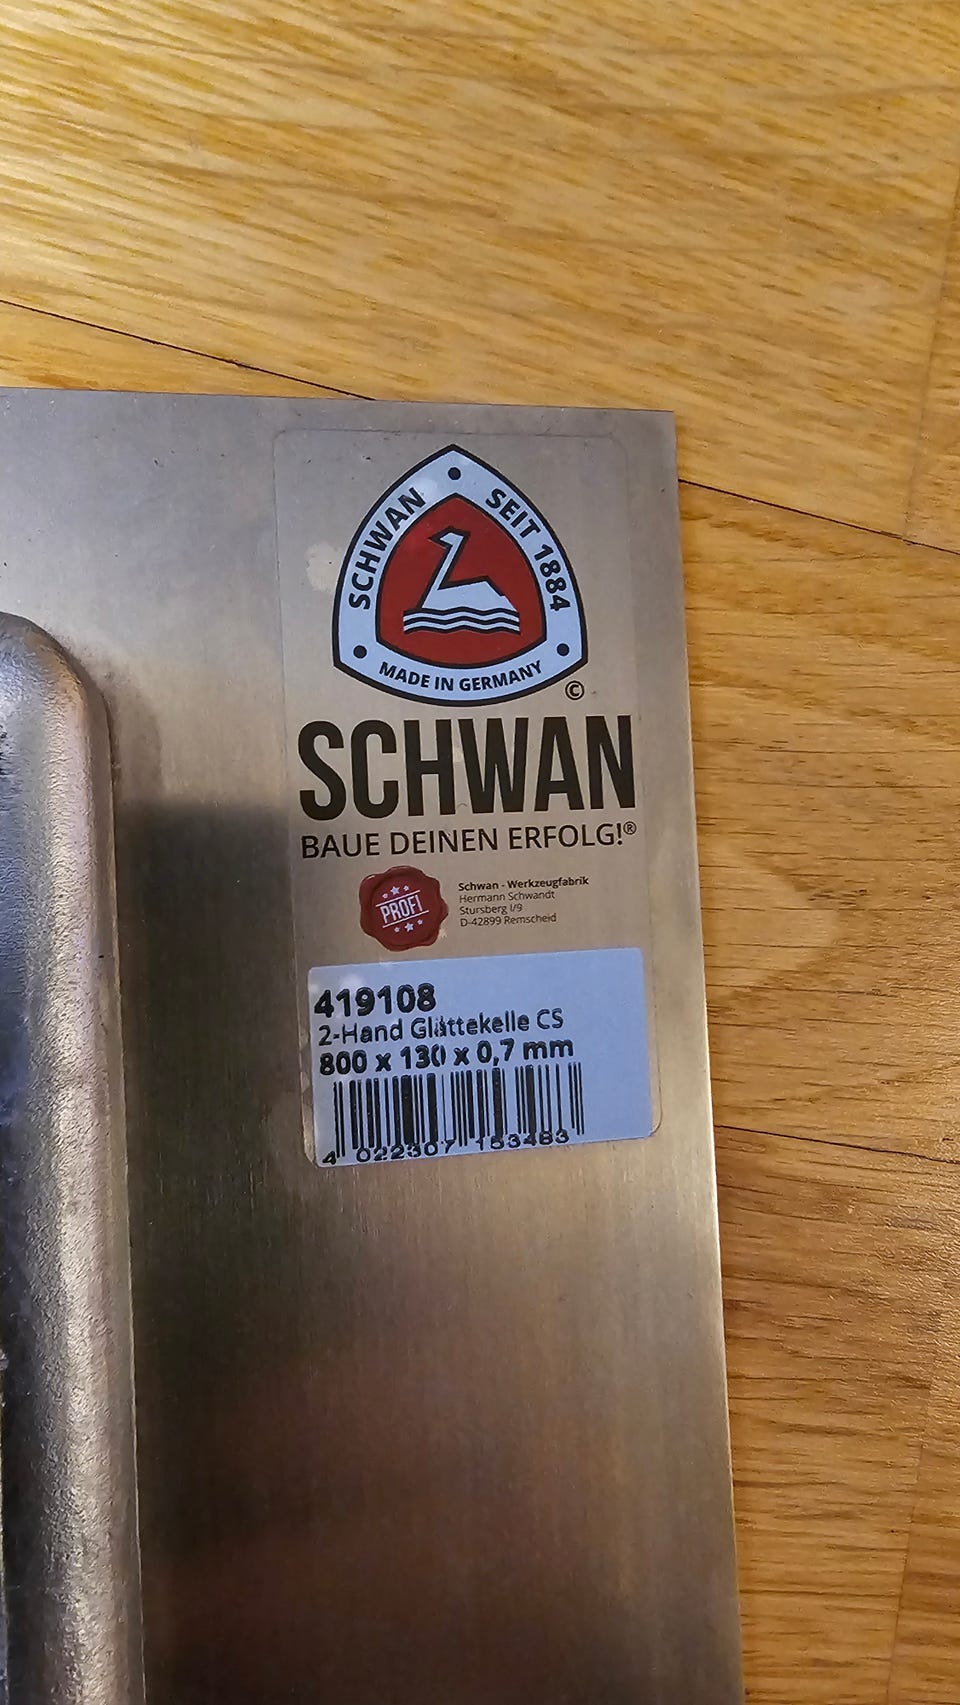 SCHWAN SEIT 1884
MADE IN GERMANY
©
SCHWAN
BAUE DEINEN ERFOLG!®
PROFI
Schwan - Werkzeugfabrik
Hermann Schwandt
Stursberg I/9
D-42899 Remscheid
419108
2-Hand Glättekelle CS
800 x 130 x 0,7 mm
4 022307 153483